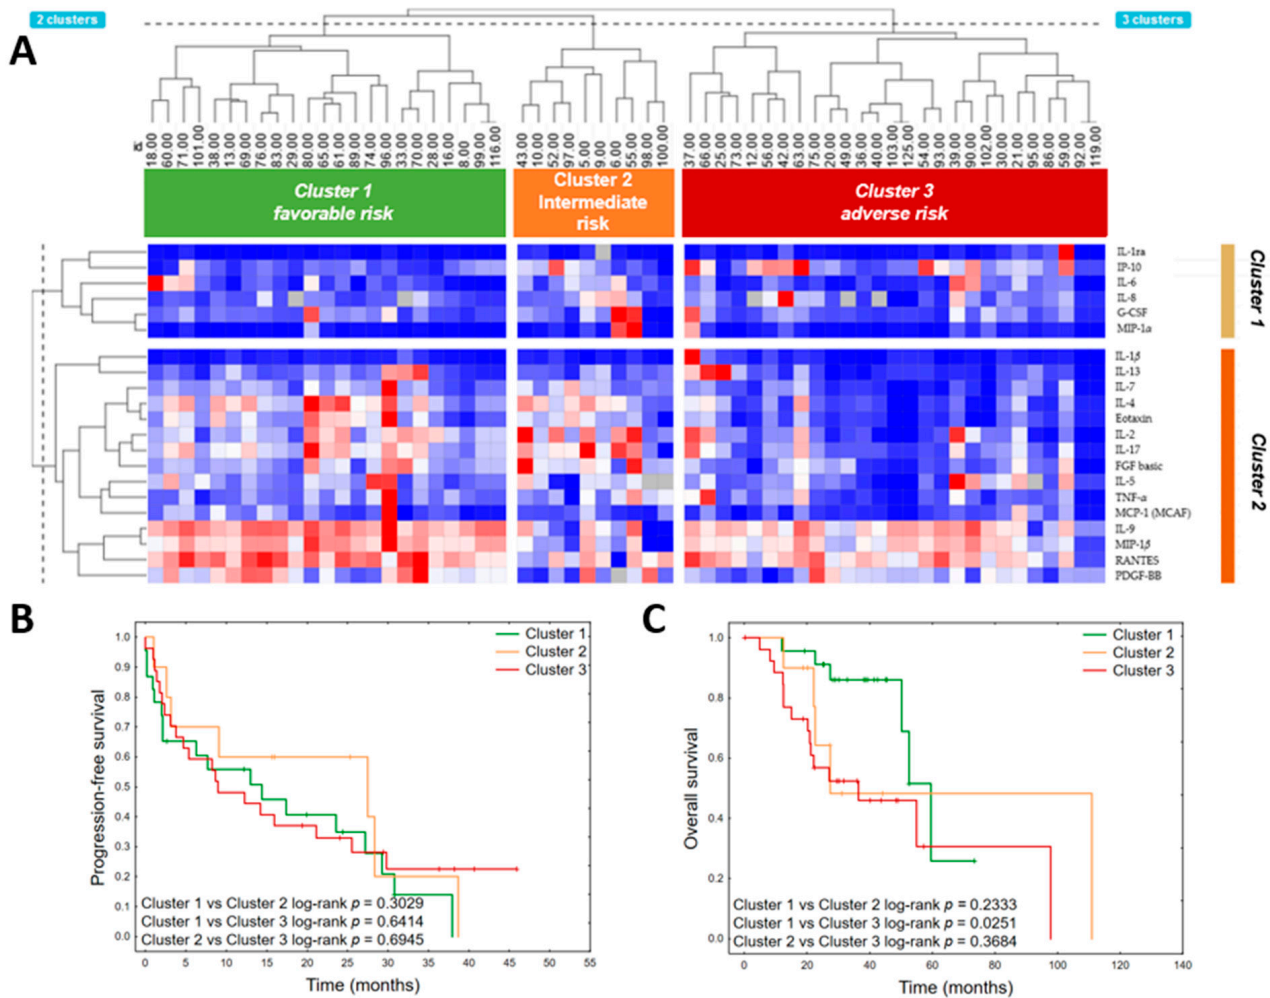 2 clusters
3 clusters
A
id
18.00
60.00
71.00
101.00
38.00
13.00
69.00
76.00
83.00
29.00
80.00
65.00
61.00
89.00
74.00
96.00
33.00
70.00
28.00
16.00
8.00
99.00
116.00
43.00
10.00
52.00
97.00
5.00
9.00
6.00
55.00
98.00
100.00
37.00
66.00
25.00
73.00
12.00
56.00
42.00
63.00
75.00
20.00
49.00
36.00
40.00
103.00
125.00
54.00
93.00
39.00
90.00
102.00
30.00
21.00
95.00
86.00
59.00
92.00
119.00
Cluster 1
favorable risk
Cluster 2
Intermediate
risk
Cluster 3
adverse risk
IL-1ra
IP-10
IL-6
IL-8
G-CSF
MIP-1α
Cluster 1
IL-1β
IL-13
IL-7
IL-4
Eotaxin
IL-2
IL-17
FGF basic
IL-5
TNF-α
MCP-1 (MCAF)
IL-9
MIP-1β
RANTES
PDGF-BB
Cluster 2
B
Progression-free survival
1.0
0.9
0.8
0.7
0.6
0.5
0.4
0.3
0.2
0.1
0.0
Cluster 1
Cluster 2
Cluster 3
Cluster 1 vs Cluster 2 log-rank p = 0.3029
Cluster 1 vs Cluster 3 log-rank p = 0.6414
Cluster 2 vs Cluster 3 log-rank p = 0.6945
0 5 10 15 20 25 30 35 40 45 50 55
Time (months)
C
Overall survival
1.0
0.8
0.6
0.4
0.2
0.0
Cluster 1
Cluster 2
Cluster 3
Cluster 1 vs Cluster 2 log-rank p = 0.2333
Cluster 1 vs Cluster 3 log-rank p = 0.0251
Cluster 2 vs Cluster 3 log-rank p = 0.3684
0 20 40 60 80 100 120 140
Time (months)